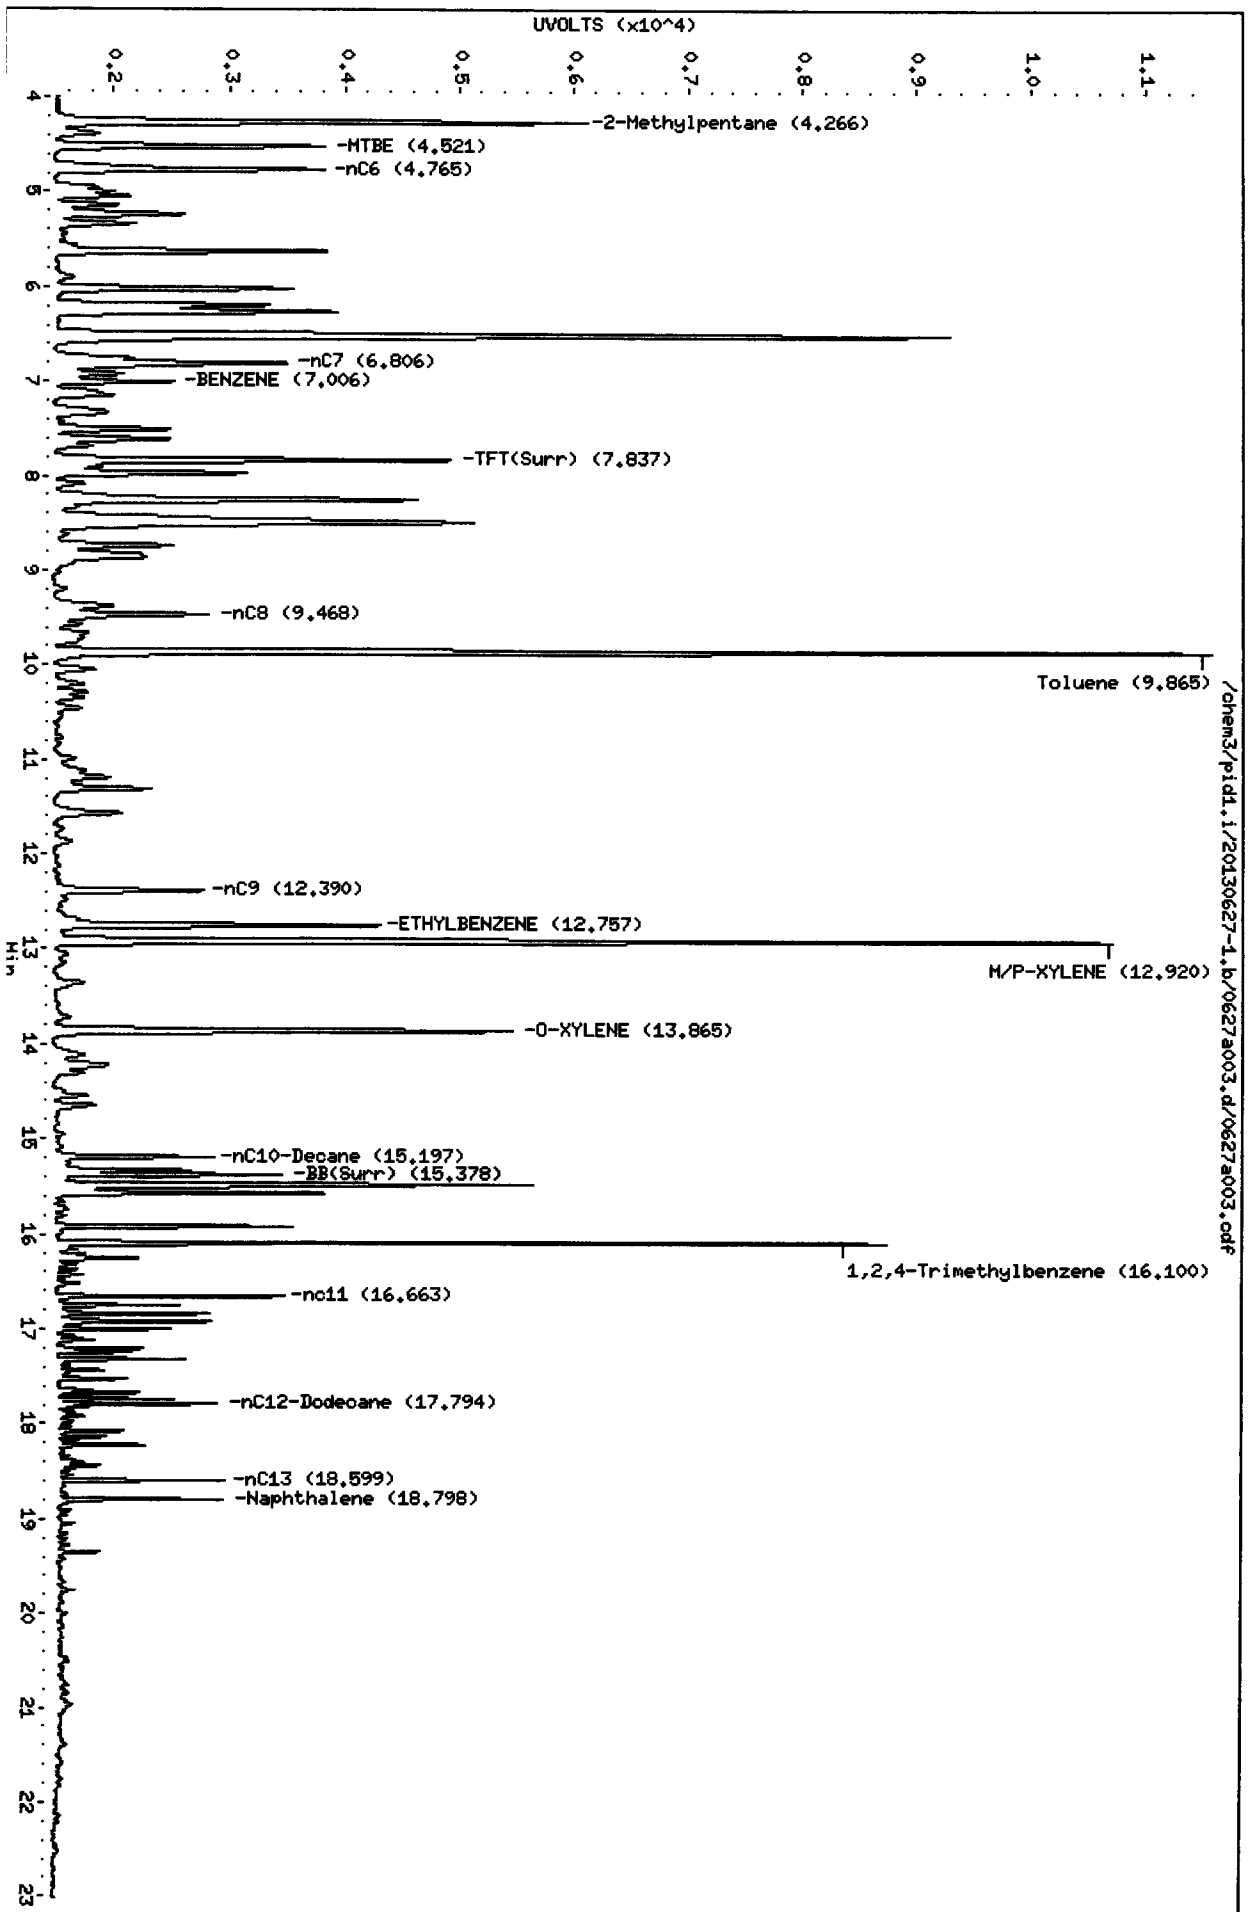 UVOLTS (x10^4)
0.2
0.3
0.4
0.5
0.6
0.7
0.8
0.9
1.0
1.1
/chem3/pid1.i/20130627-1.b/0627a003.d/0627a003.cdf
4
5
6
7
8
9
10
11
12
13
14
15
16
17
18
19
20
21
22
23
Min
-2-Methylpentane (4.266)
-MTBE (4.521)
-nC6 (4.765)
-nC7 (6.806)
-BENZENE (7.006)
-TFT(Surr) (7.837)
-nC8 (9.468)
Toluene (9.865)
-nC9 (12.390)
-ETHYLBENZENE (12.757)
M/P-XYLENE (12.920)
-O-XYLENE (13.865)
-nC10-Decane (15.197)
-BB(Surr) (15.378)
1,2,4-Trimethylbenzene (16.100)
-nc11 (16.663)
-nC12-Dodecane (17.794)
-nC13 (18.599)
-Naphthalene (18.798)